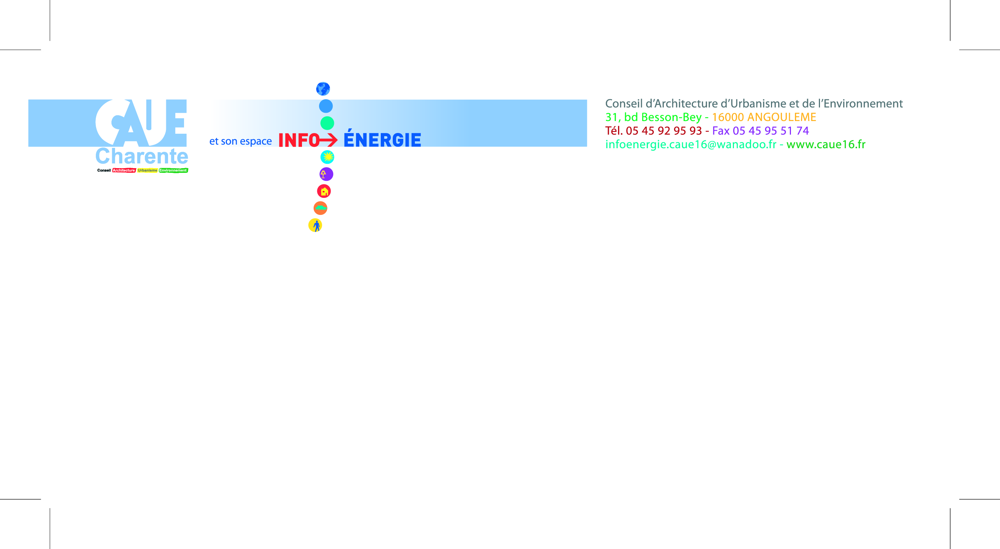 CAUE
Charente
Conseil Architecture Urbanisme Environnement
et son espace INFO→ ÉNERGIE
Conseil d’Architecture d’Urbanisme et de l’Environnement
31, bd Besson-Bey - 16000 ANGOULEME
Tél. 05 45 92 95 93 - Fax 05 45 95 51 74
infoenergie.caue16@wanadoo.fr - www.caue16.fr